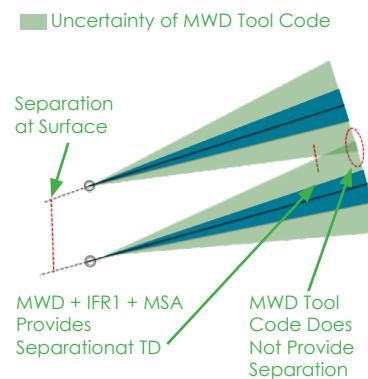 Uncertainty of MWD Tool Code
Separation
at Surface
MWD + IFR1 + MSA
Provides
Separationat TD
MWD Tool
Code Does
Not Provide
Separation